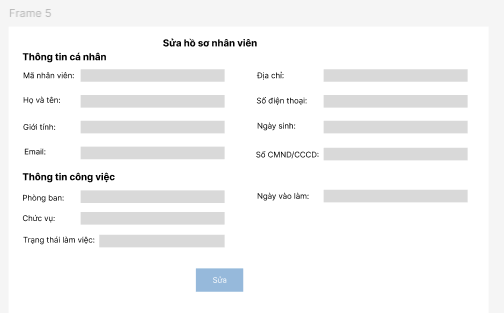 Frame 5
Sửa hồ sơ nhân viên
Thông tin cá nhân
Mã nhân viên:
Địa chỉ:
Họ và tên:
Số điện thoại:
Giới tính:
Ngày sinh:
Email:
Số CMND/CCCD:
Thông tin công việc
Phòng ban:
Ngày vào làm:
Chức vụ:
Trạng thái làm việc:
Sửa